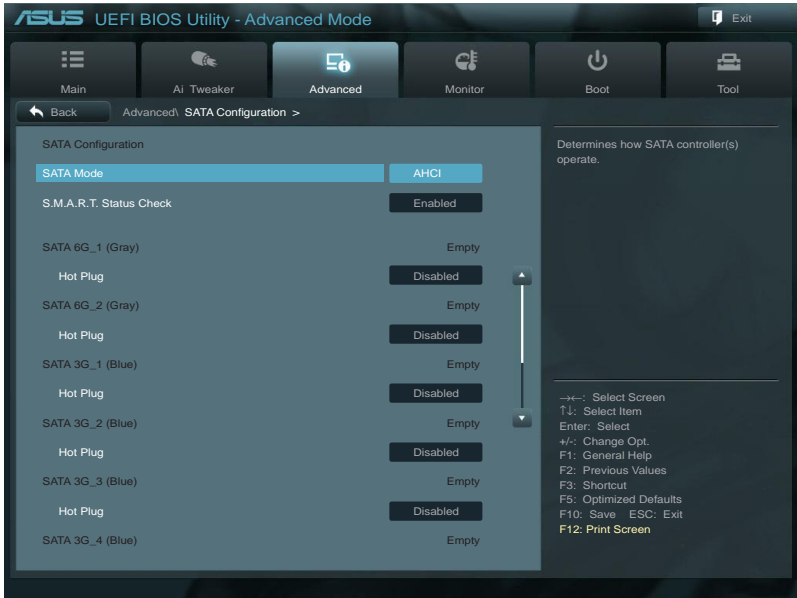 ASUS UEFI BIOS Utility - Advanced Mode
Exit
Main
Ai Tweaker
Advanced
Monitor
Boot
Tool
Back
Advanced\ SATA Configuration >
SATA Configuration
SATA Mode AHCI
S.M.A.R.T. Status Check Enabled
SATA 6G_1 (Gray) Empty
Hot Plug Disabled
SATA 6G_2 (Gray) Empty
Hot Plug Disabled
SATA 3G_1 (Blue) Empty
Hot Plug Disabled
SATA 3G_2 (Blue) Empty
Hot Plug Disabled
SATA 3G_3 (Blue) Empty
Hot Plug Disabled
SATA 3G_4 (Blue) Empty
Determines how SATA controller(s)
operate.
→←: Select Screen
↑↓: Select Item
Enter: Select
+/-: Change Opt.
F1: General Help
F2: Previous Values
F3: Shortcut
F5: Optimized Defaults
F10: Save ESC: Exit
F12: Print Screen